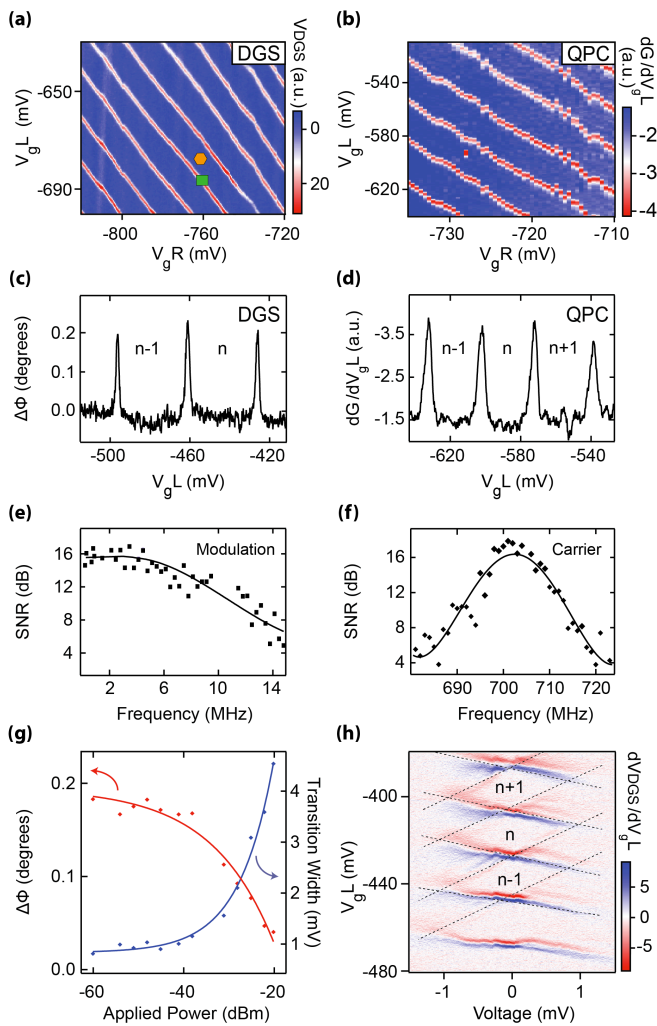 (a)
DGS
VDGS (a.u.)
0
20
-650
-690
VgL (mV)
-800 -760 -720
VgR (mV)
(b)
QPC
dG/dVgL
(a.u.)
-2
-3
-4
-540
-580
-620
VgL (mV)
-730 -720 -710
VgR (mV)
(c)
DGS
n-1 n
0.2
0.1
0.0
ΔΦ (degrees)
-500 -460 -420
VgL (mV)
(d)
QPC
n-1 n n+1
-3.5
-2.5
-1.5
dG/dVgL (a.u.)
-620 -570 -520
VgL (mV)
(e)
Modulation
16
12
8
4
SNR (dB)
2 6 10 14
Frequency (MHz)
(f)
Carrier
16
12
8
4
SNR (dB)
690 700 710 720
Frequency (MHz)
(g)
0.2
0.1
0.0
ΔΦ (degrees)
4
3
2
1
Transition Width (mV)
-60 -40 -20
Applied Power (dBm)
(h)
n+1
n
n-1
dVDGS/dVgL
5
0
-5
-400
-440
-480
VgL (mV)
-1 0 1
Voltage (mV)